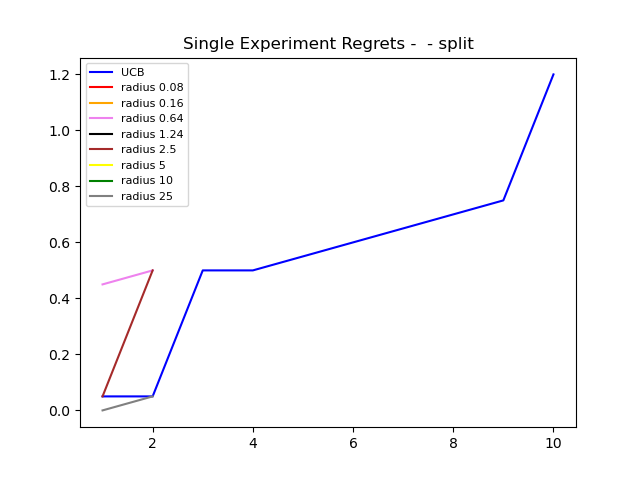 Single Experiment Regrets -  - split
UCB
radius 0.08
radius 0.16
radius 0.64
radius 1.24
radius 2.5
radius 5
radius 10
radius 25
1.2
1.0
0.8
0.6
0.4
0.2
0.0
2 4 6 8 10